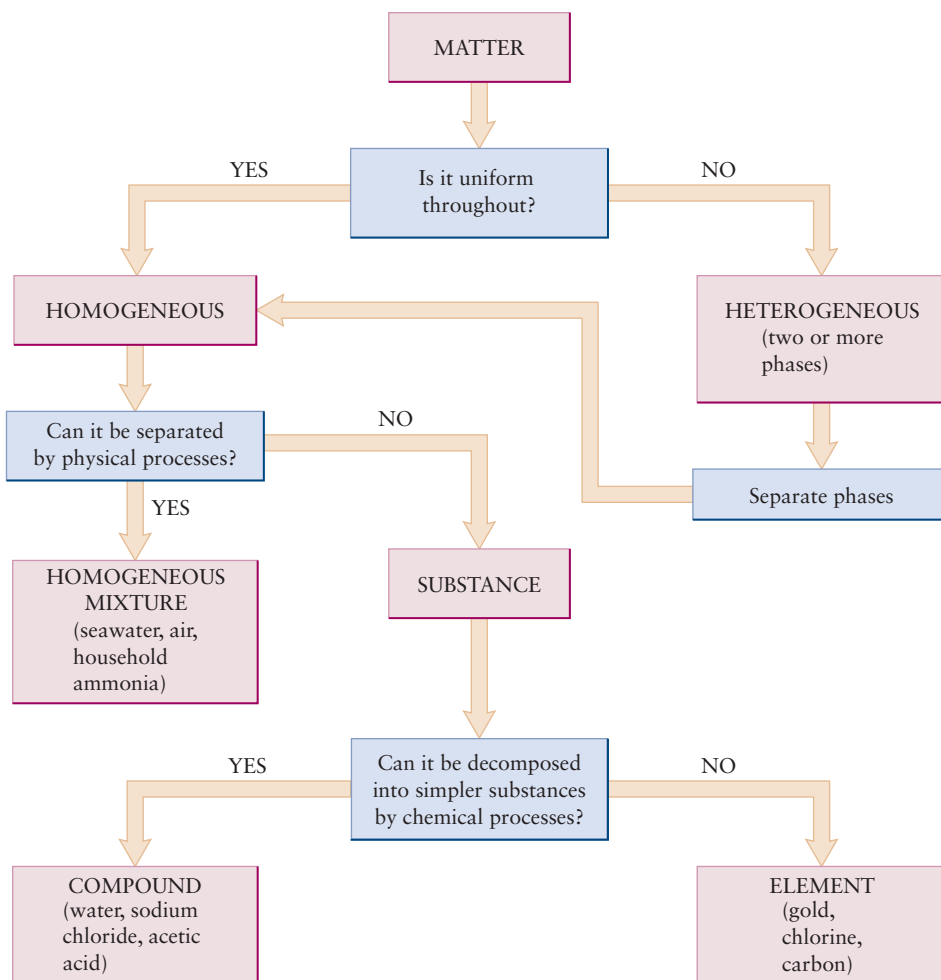 MATTER
YES
Is it uniform
throughout?
NO
HOMOGENEOUS
HETEROGENEOUS
(two or more
phases)
Can it be separated
by physical processes?
NO
Separate phases
YES
HOMOGENEOUS
MIXTURE
(seawater, air,
household
ammonia)
SUBSTANCE
YES
Can it be decomposed
into simpler substances
by chemical processes?
NO
COMPOUND
(water, sodium
chloride, acetic
acid)
ELEMENT
(gold,
chlorine,
carbon)